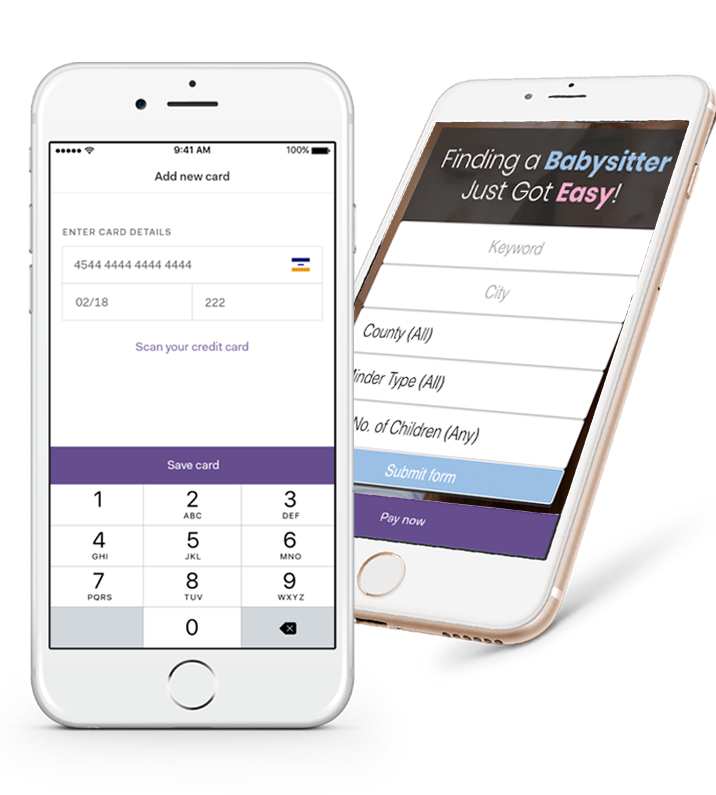 9:41 AM
100%
Add new card
ENTER CARD DETAILS
4544 4444 4444 4444
02/18
222
Scan your credit card
Save card
1
2
ABC
3
DEF
4
GHI
5
JKL
6
MNO
7
PQRS
8
TUV
9
WXYZ
0
Finding a Babysitter
Just Got Easy!
Keyword
City
County (All)
inder Type (All)
No. of Children (Any)
Submit form
Pay now